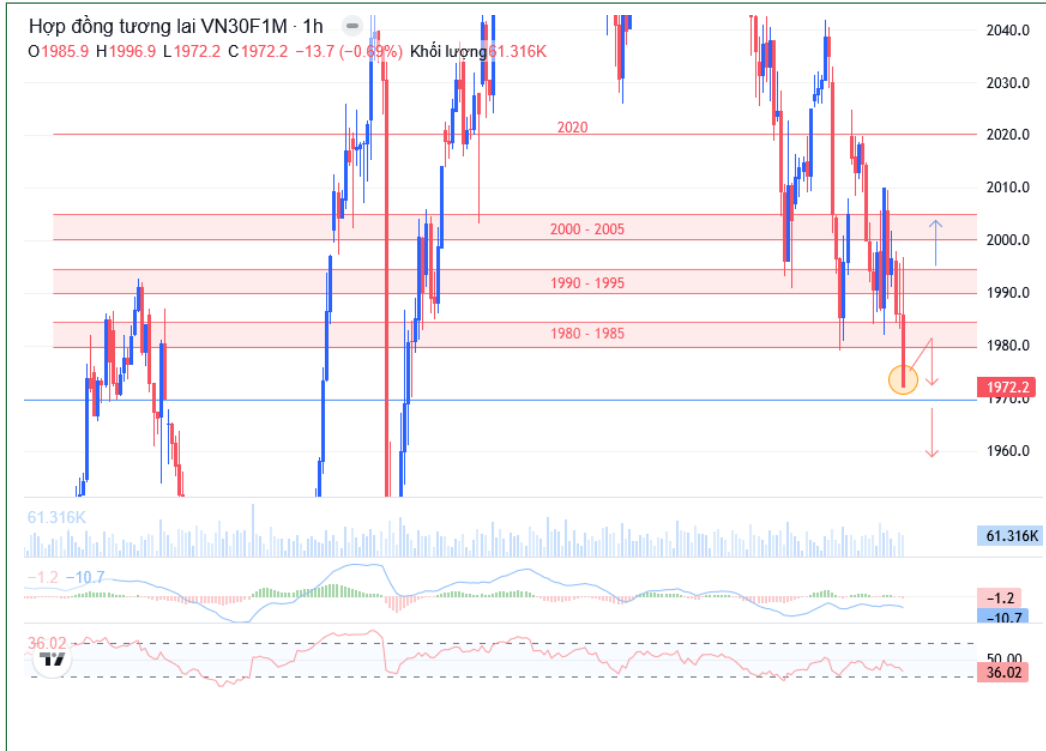 Hợp đồng tương lai VN30F1M · 1h
O1985.9 H1996.9 L1972.2 C1972.2 −13.7 (−0.69%) Khối lượng61.316K
2040.0
2030.0
2020
2020.0
2010.0
2000 - 2005
2000.0
1990 - 1995
1990.0
1980 - 1985
1980.0
1972.2
1970.0
1960.0
61.316K
61.316K
−1.2 −10.7
−1.2
−10.7
36.02
50.00
36.02